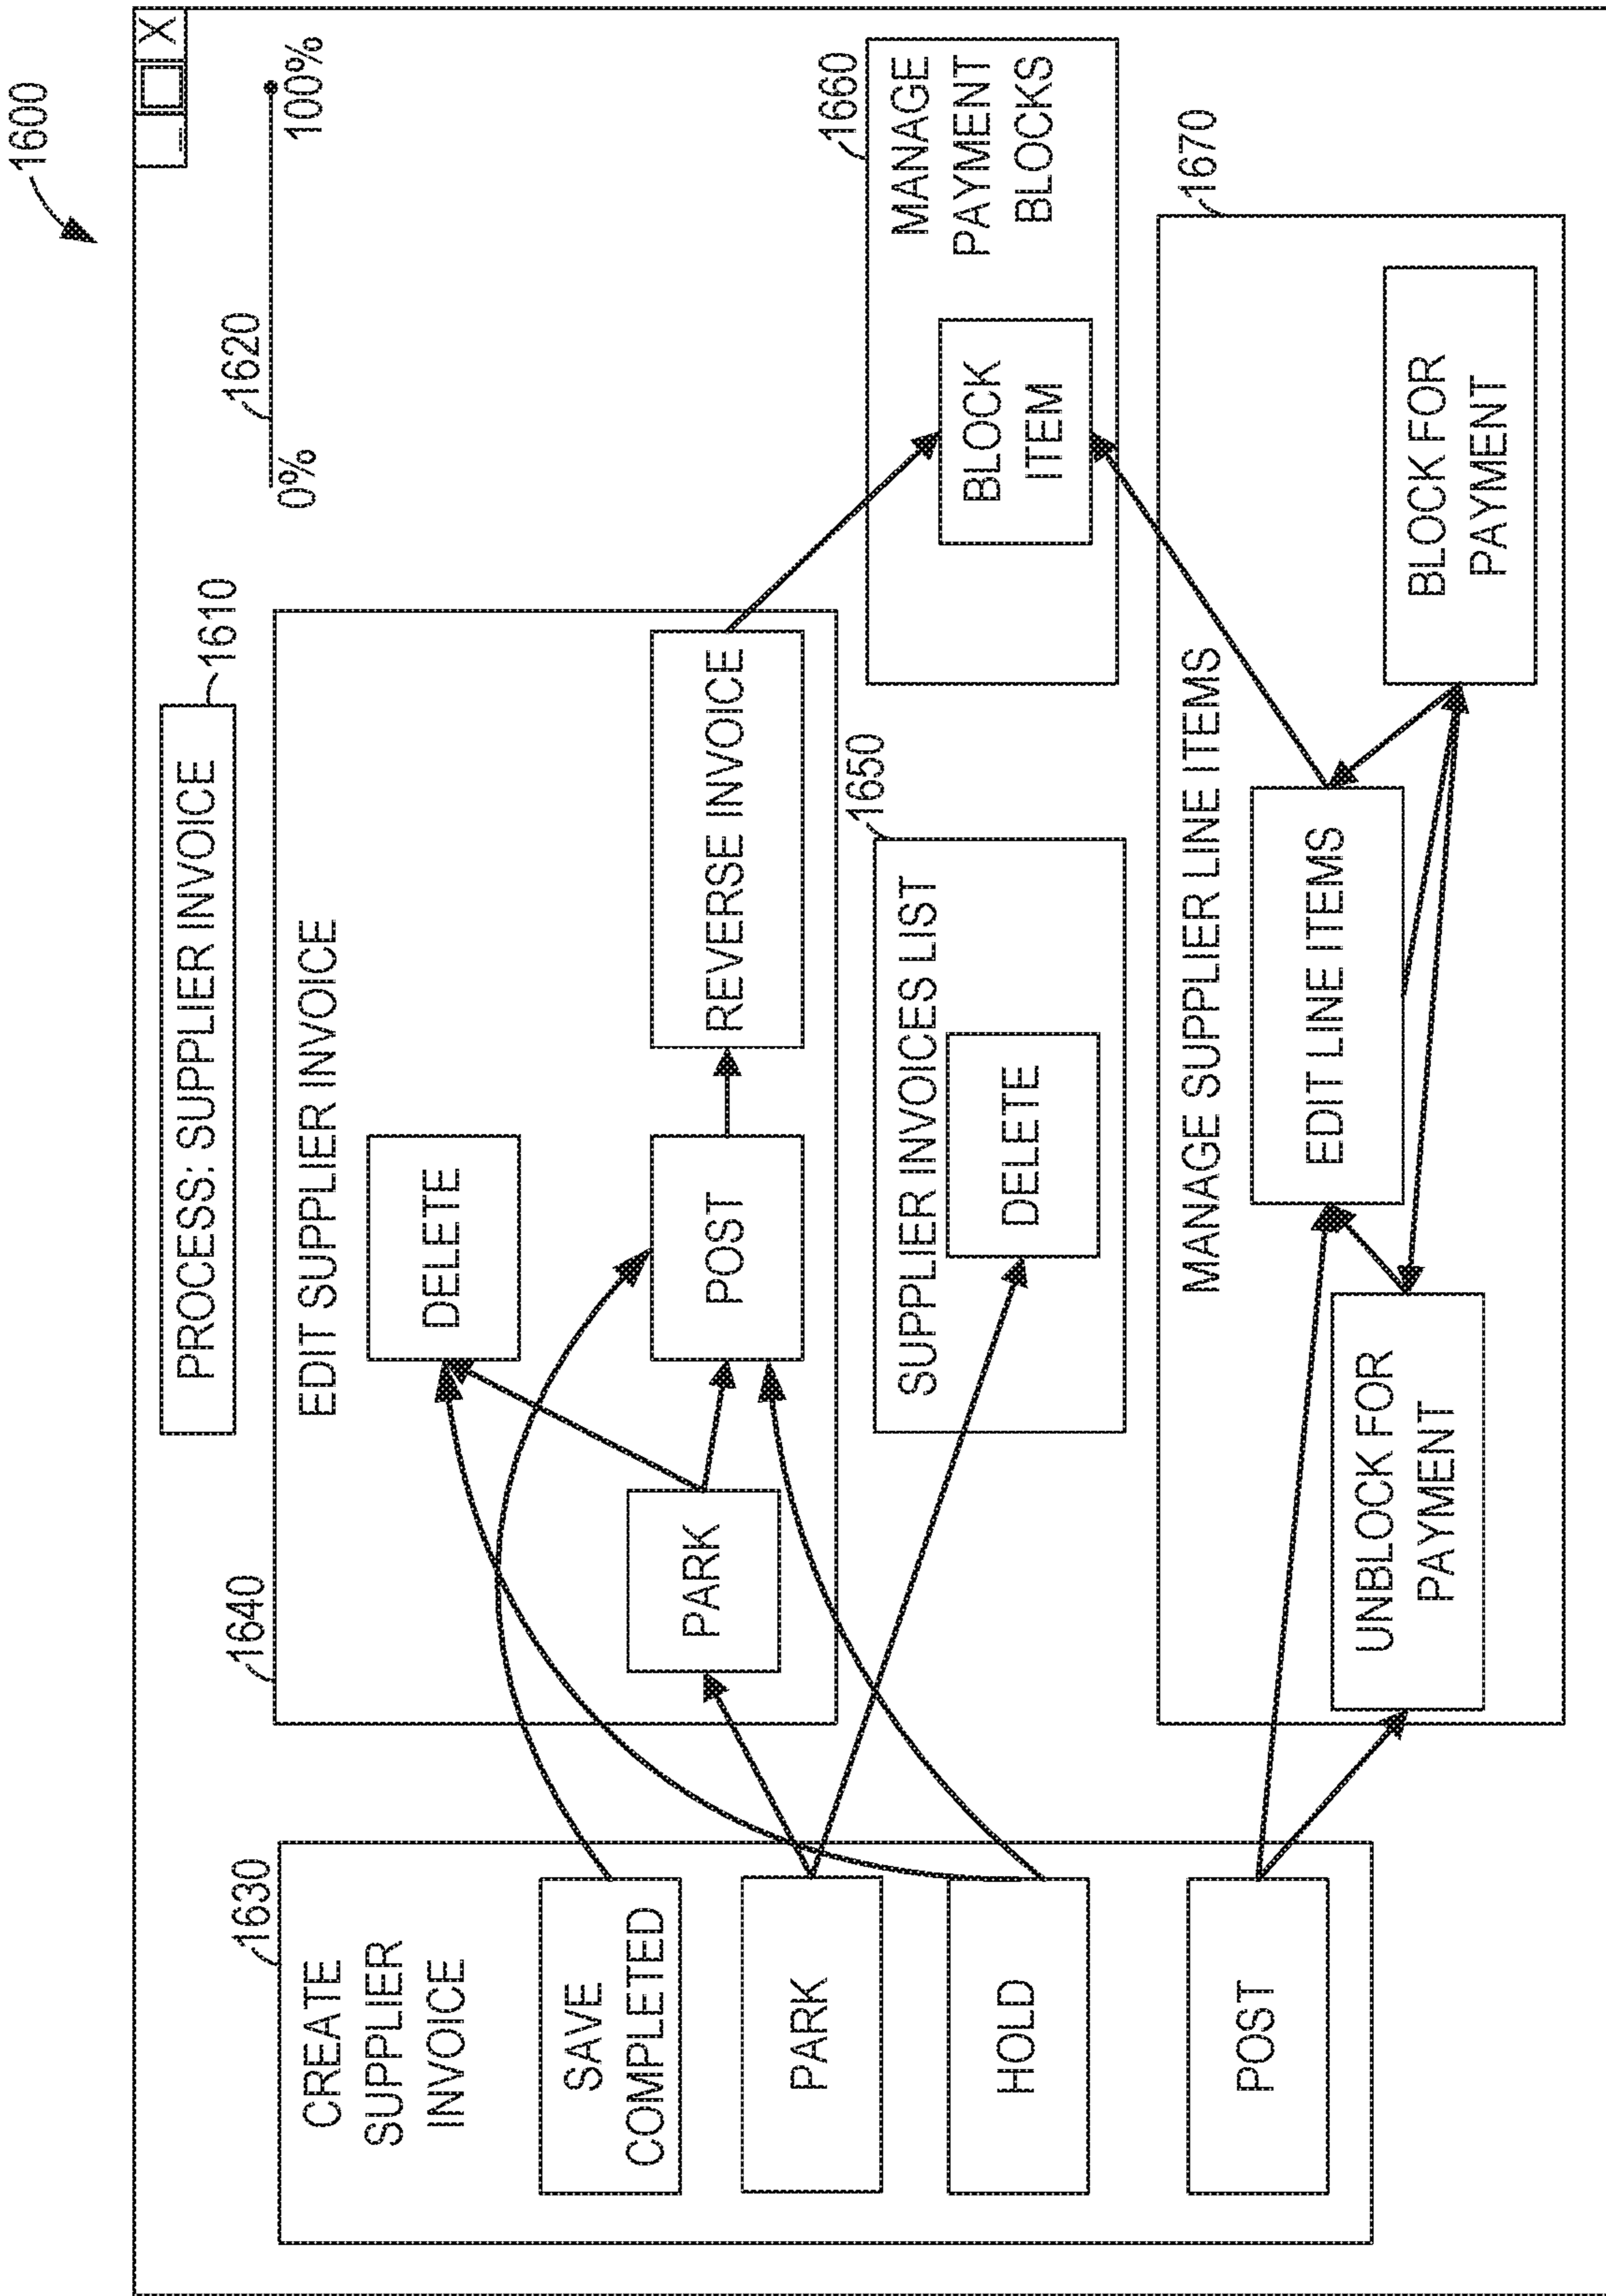 1600
_ X
PROCESS: SUPPLIER INVOICE
1610
1620
0%
100%
1630
CREATE
SUPPLIER
INVOICE
SAVE
COMPLETED
PARK
HOLD
POST
1640
EDIT SUPPLIER INVOICE
DELETE
PARK
POST
REVERSE INVOICE
1650
SUPPLIER INVOICES LIST
DELETE
1660
MANAGE
PAYMENT
BLOCKS
BLOCK
ITEM
1670
MANAGE SUPPLIER LINE ITEMS
EDIT LINE ITEMS
UNBLOCK FOR
PAYMENT
BLOCK FOR
PAYMENT